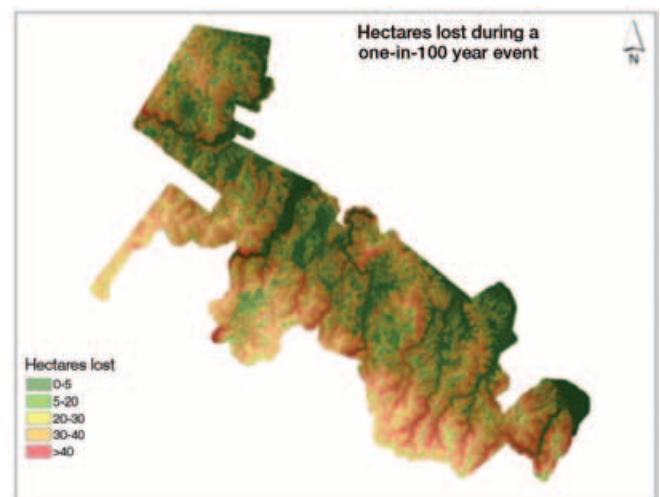 Hectares lost during a
one-in-100 year event
N
Hectares lost
0-5
5-20
20-30
30-40
>40